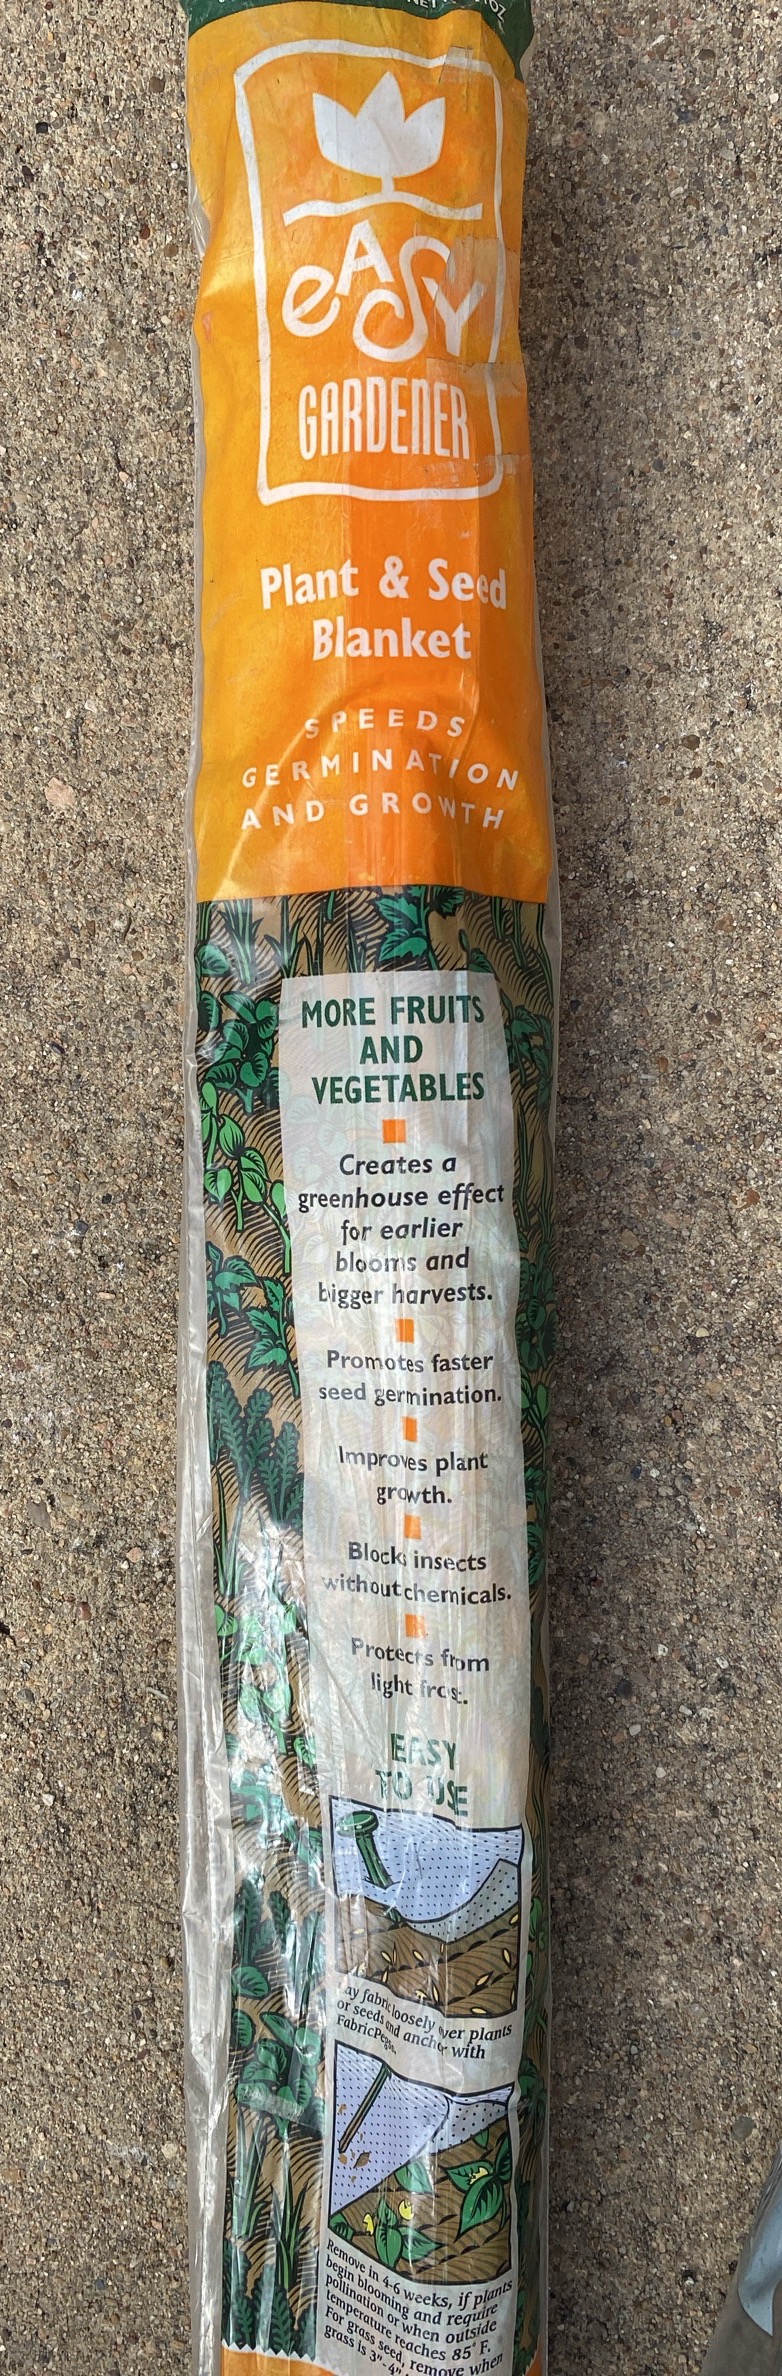 NET
OZ
eASY
GARDENER
Plant & Seed
Blanket
SPEEDS
GERMINATION
AND GROWTH
MORE FRUITS
AND
VEGETABLES
Creates a
greenhouse effect
for earlier
blooms and
bigger harvests.
Promotes faster
seed germination.
Improves plant
growth.
Blocks insects
without chemicals.
Protects from
light frost.
EASY
TO USE
Lay fabric loosely over plants
or seeds and anchor with
FabricPegs.
Remove in 4-6 weeks, if plants
begin blooming and require
pollination or when outside
temperature reaches 85° F.
For grass seed, remove when
grass is 3"-4"